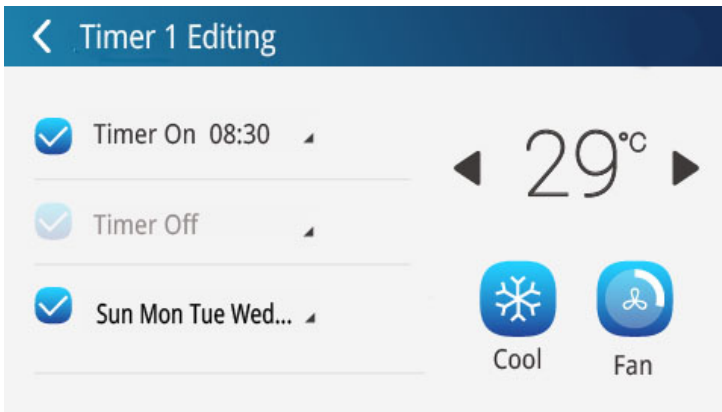 Timer 1 Editing
Timer On 08:30
29°C
Timer Off
Sun Mon Tue Wed...
Cool
Fan